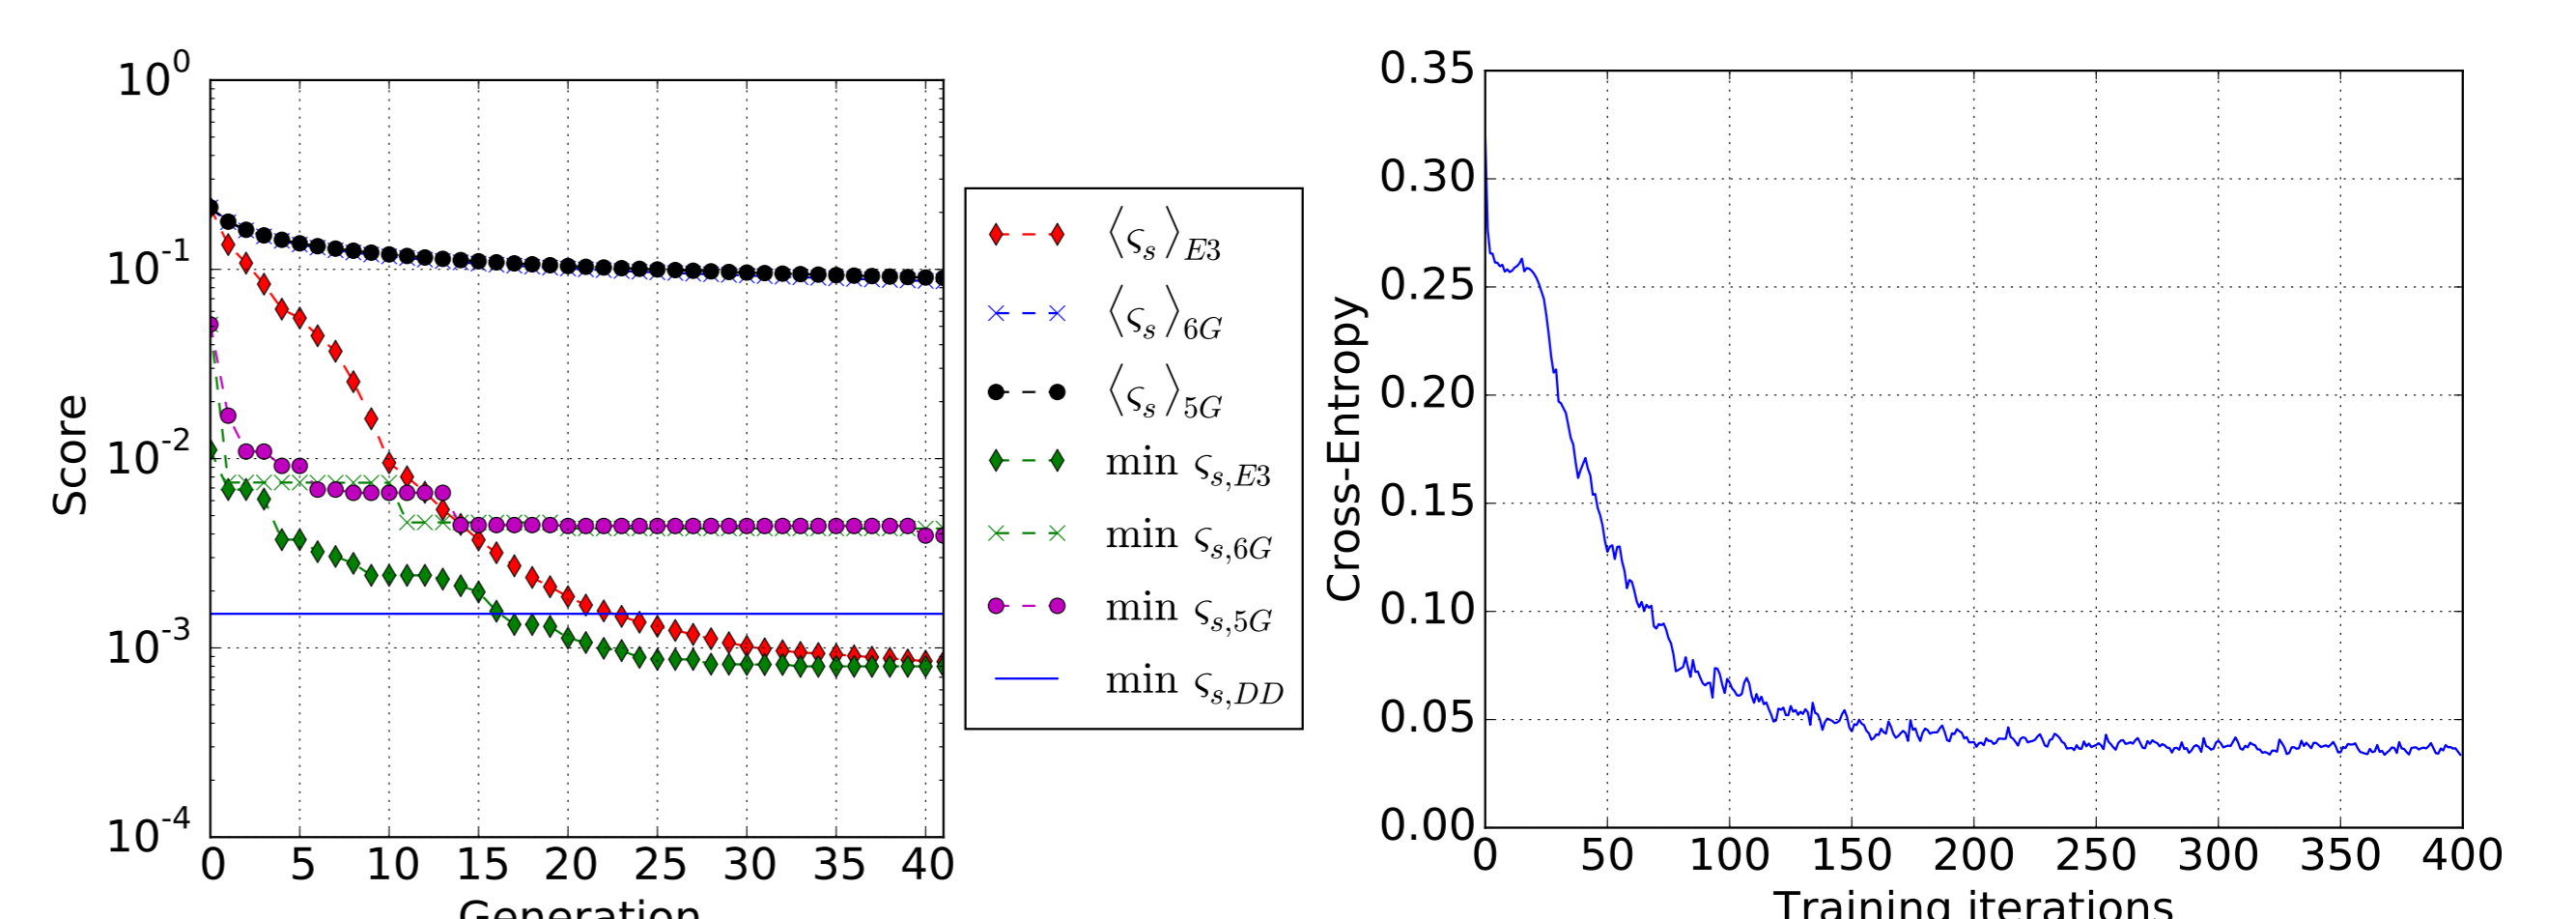 Score
10^0
10^-1
10^-2
10^-3
10^-4
0 5 10 15 20 25 30 35 40
Generation
⟨ς_s⟩_E3
⟨ς_s⟩_6G
⟨ς_s⟩_5G
min ς_s,E3
min ς_s,6G
min ς_s,5G
min ς_s,DD
Cross-Entropy
0.35
0.30
0.25
0.20
0.15
0.10
0.05
0.00
0 50 100 150 200 250 300 350 400
Training iterations